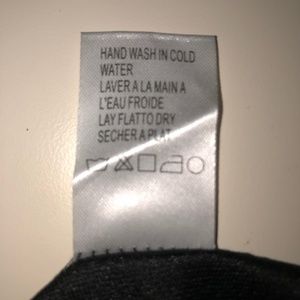 HAND WASH IN COLD
WATER
LAVER A LA MAIN A
L'EAU FROIDE
LAY FLATTO DRY
SECHER A PLAT